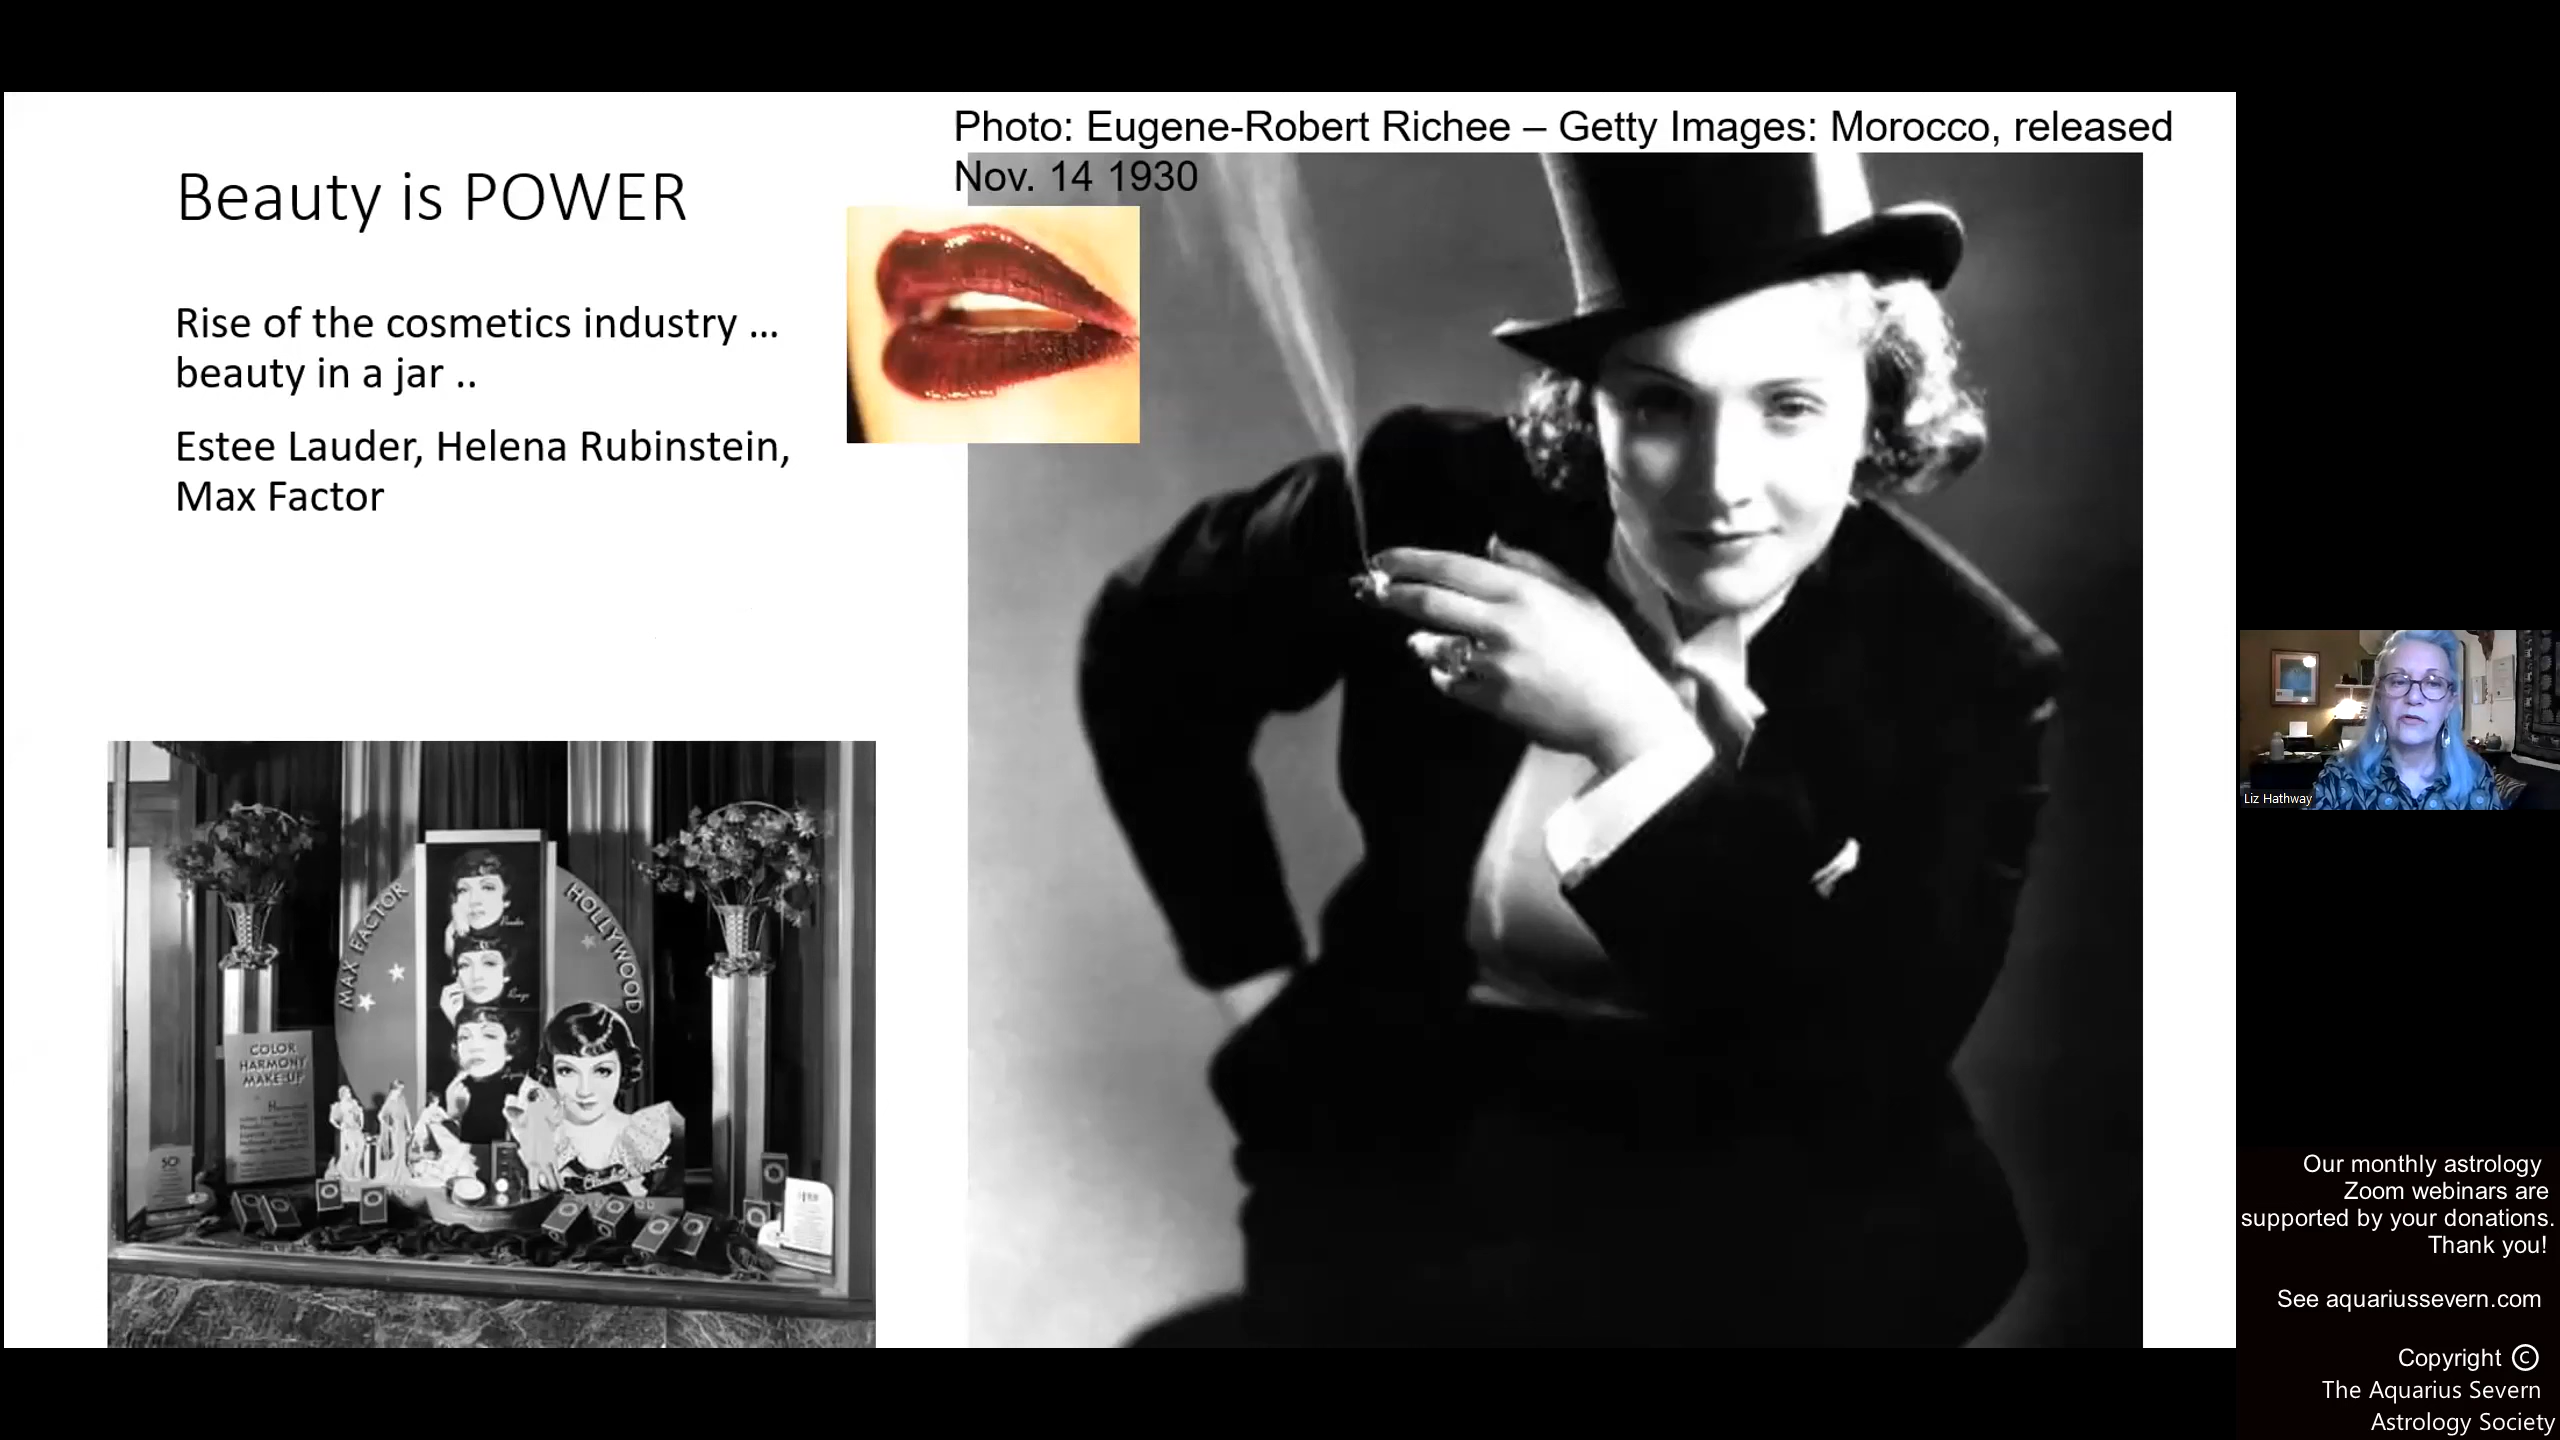 Photo: Eugene-Robert Richee – Getty Images: Morocco, released
Nov. 14 1930
Beauty is POWER
Rise of the cosmetics industry ...
beauty in a jar ..
Estee Lauder, Helena Rubinstein,
Max Factor
MAX FACTOR
HOLLYWOOD
COLOR
HARMONY
MAKE-UP
Liz Hathway
Our monthly astrology
Zoom webinars are
supported by your donations.
Thank you!
See aquariussevern.com
Copyright ©
The Aquarius Severn
Astrology Society